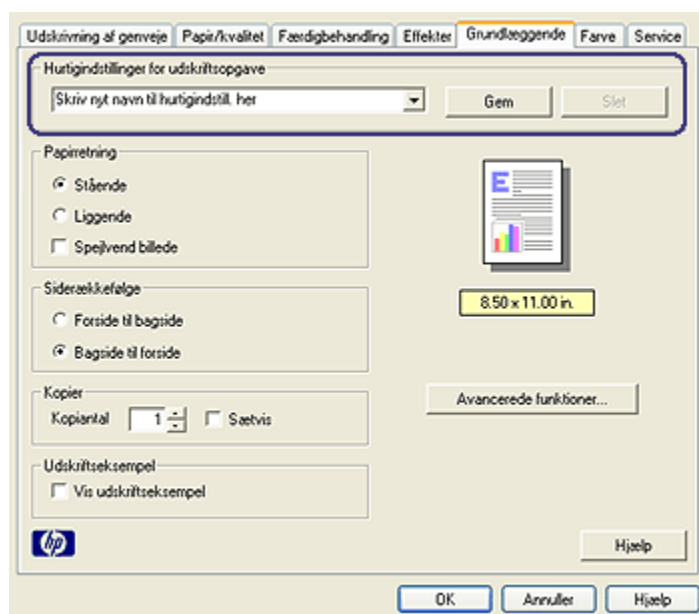 Udskrivning af genveje Papir/kvalitet Færdigbehandling Effekter Grundlæggende Farve Service
Hurtigindstillinger for udskriftsopgave
Skriv nyt navn til hurtigindstill. her Gem Slet
Papirretning
Stående
Liggende
Spejlvend billede
E
8.50 x 11.00 in.
Siderækkefølge
Forside til bagside
Bagside til forside
Kopier
Kopiantal 1 Sætvis
Avancerede funktioner...
Udskriftseksempel
Vis udskriftseksempel
hp
Hjælp
OK Annuller Hjælp